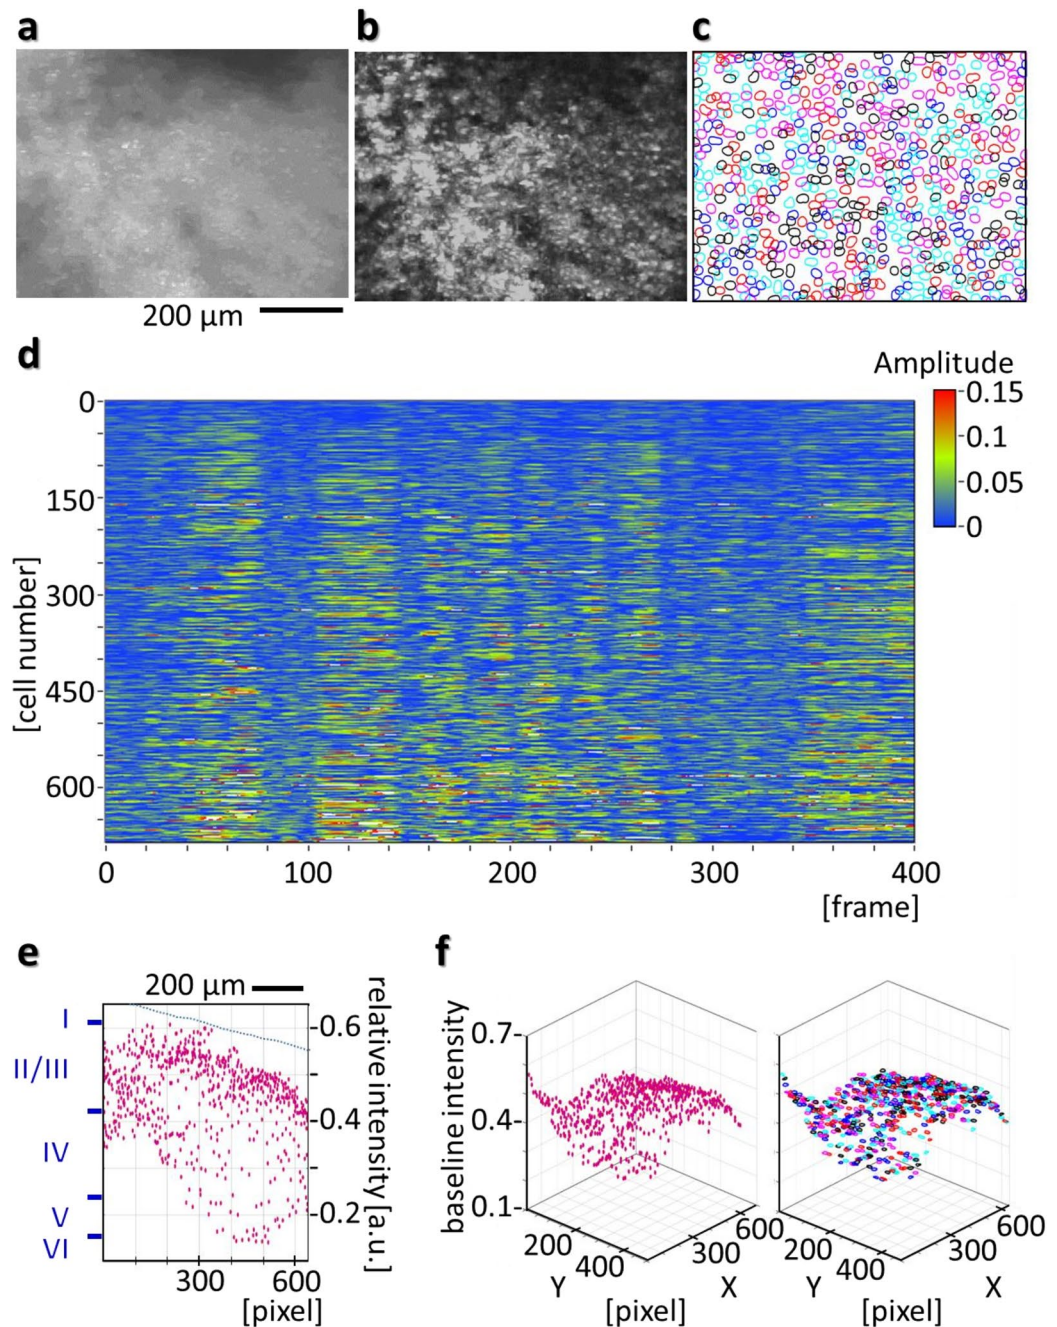 a
b
c
200 μm
d
Amplitude
0.15
0.1
0.05
0
0
150
300
450
600
[cell number]
0
100
200
300
400
[frame]
e
200 μm
I
II/III
IV
V
VI
0.6
0.4
0.2
relative intensity [a.u.]
300
600
[pixel]
f
baseline intensity
0.7
0.4
0.1
200
400
Y
300
600
X
[pixel]
200
400
Y
300
600
X
[pixel]